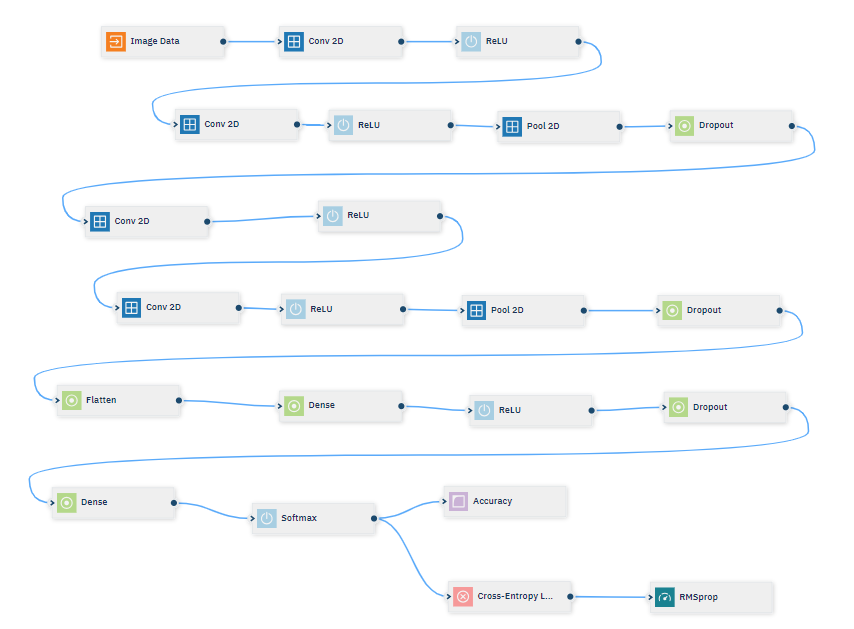 Image Data
Conv 2D
ReLU
Conv 2D
ReLU
Pool 2D
Dropout
Conv 2D
ReLU
Conv 2D
ReLU
Pool 2D
Dropout
Flatten
Dense
ReLU
Dropout
Dense
Softmax
Accuracy
Cross-Entropy L...
RMSprop